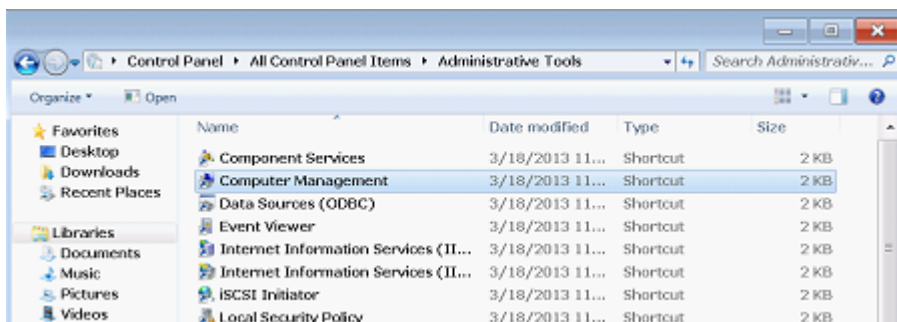 Control Panel ▸ All Control Panel Items ▸ Administrative Tools Search Administrativ...
Organize Open
Name Date modified Type Size
Favorites
Desktop
Downloads
Recent Places
Libraries
Documents
Music
Pictures
Videos
Component Services 3/18/2013 11... Shortcut 2 KB
Computer Management 3/18/2013 11... Shortcut 2 KB
Data Sources (ODBC) 3/18/2013 11... Shortcut 2 KB
Event Viewer 3/18/2013 11... Shortcut 2 KB
Internet Information Services (II... 3/18/2013 11... Shortcut 2 KB
Internet Information Services (II... 3/18/2013 11... Shortcut 2 KB
iSCSI Initiator 3/18/2013 11... Shortcut 2 KB
Local Security Policy 3/18/2013 11... Shortcut 2 KB